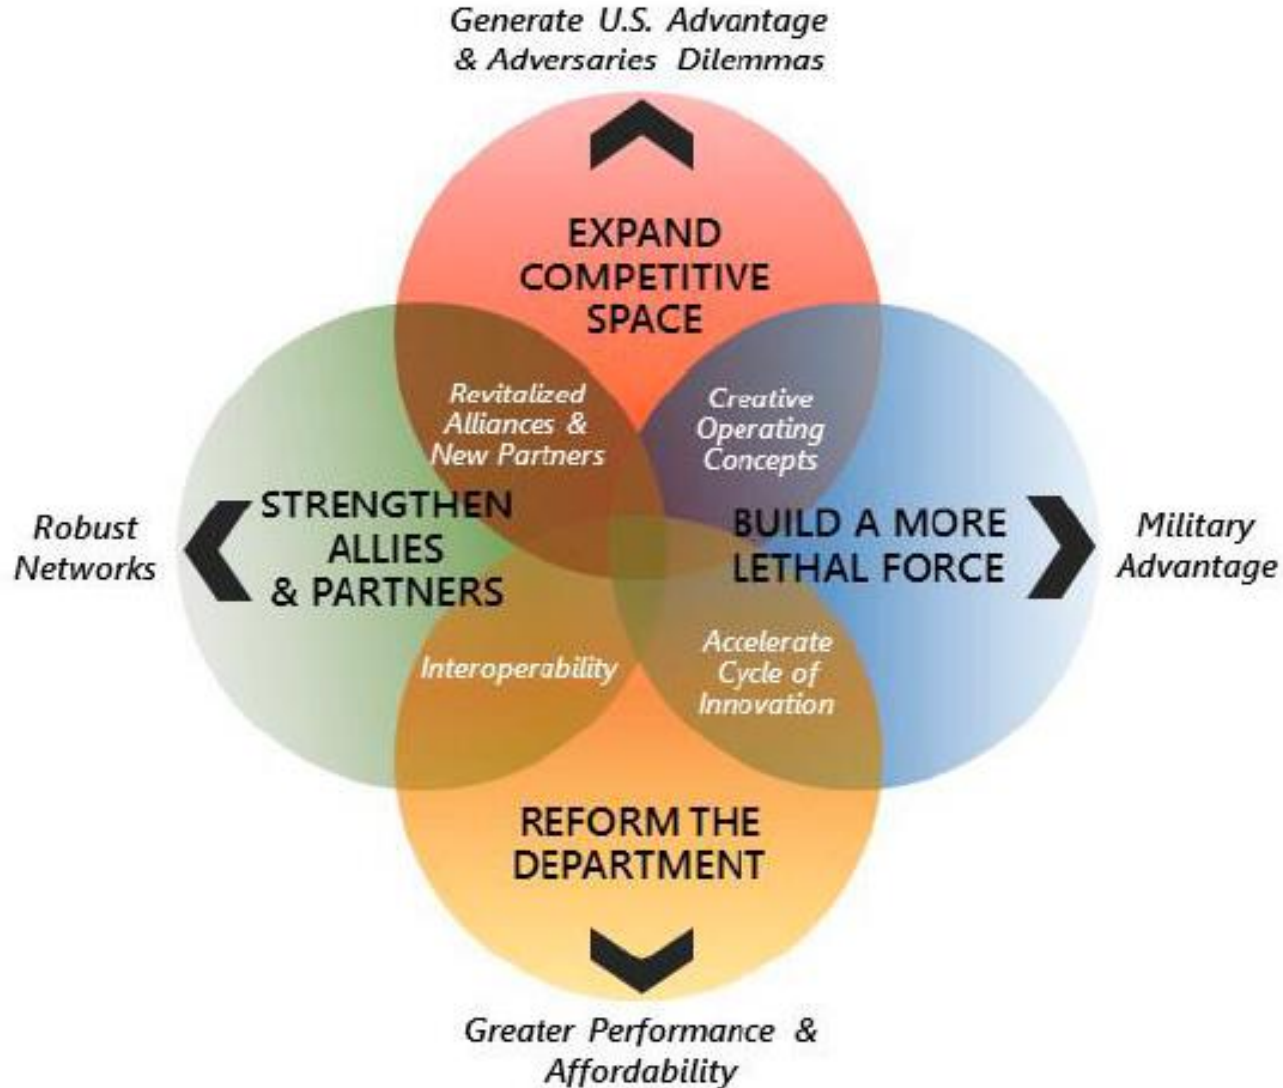 Generate U.S. Advantage
& Adversaries Dilemmas
EXPAND
COMPETITIVE
SPACE
Revitalized
Alliances &
New Partners
Creative
Operating
Concepts
Robust
Networks
STRENGTHEN
ALLIES
& PARTNERS
BUILD A MORE
LETHAL FORCE
Military
Advantage
Interoperability
Accelerate
Cycle of
Innovation
REFORM THE
DEPARTMENT
Greater Performance &
Affordability